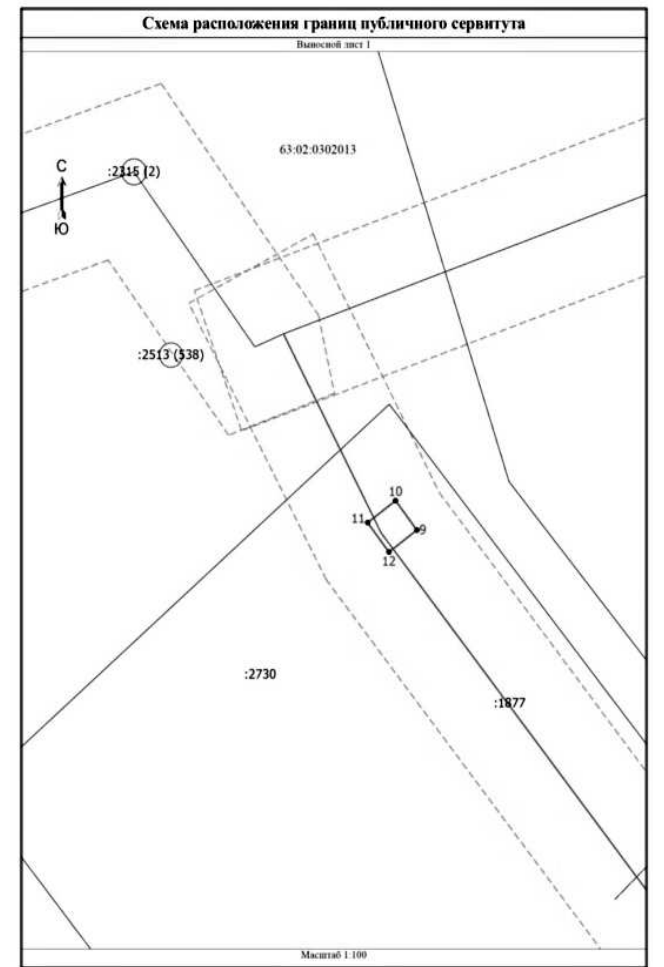 Схема расположения границ публичного сервитута
Выносной лист 1
63:02:0302013
С
:2315 (2)
Ю
:2513 (538)
10
11
9
12
:2730
:1877
Масштаб 1:100